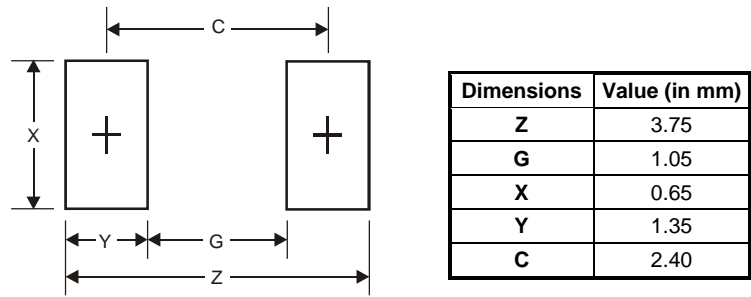 C
X
Y
G
Z
Dimensions Value (in mm)
Z 3.75
G 1.05
X 0.65
Y 1.35
C 2.40